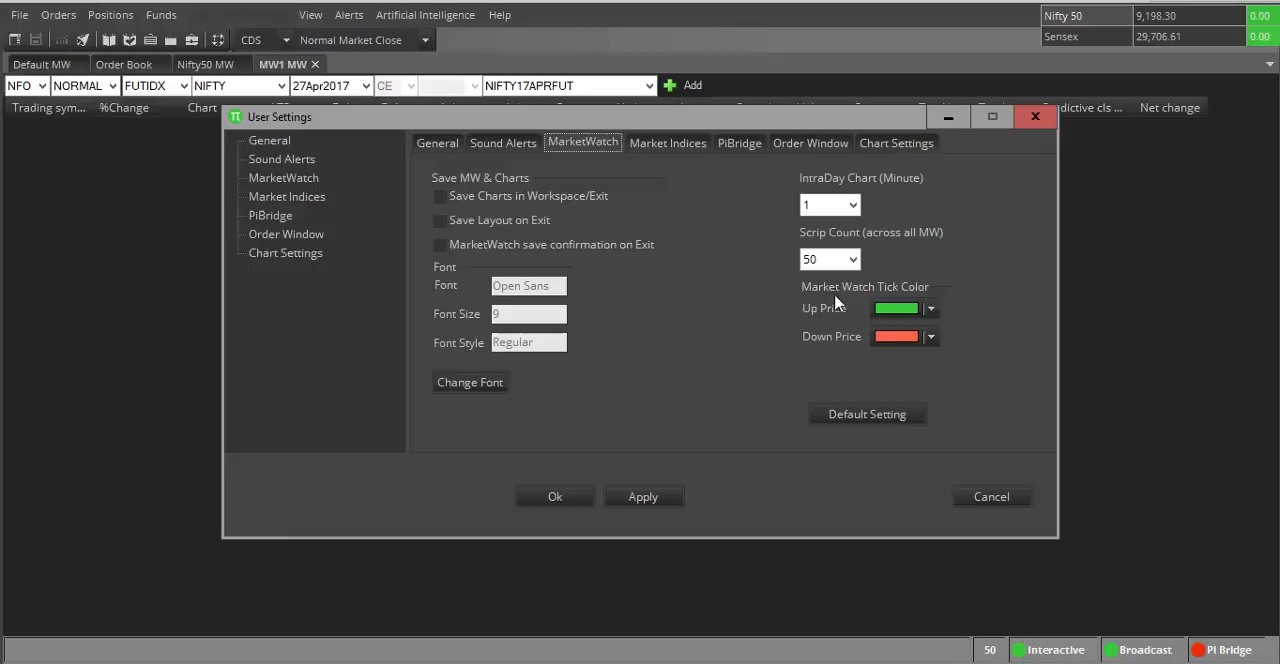 File Orders Positions Funds View Alerts Artificial Intelligence Help
Nifty 50 9,198.30 0.00
Sensex 29,706.61 0.00
CDS Normal Market Close
Default MW Order Book Nifty50 MW MW1 MW
NFO NORMAL FUTIDX NIFTY 27Apr2017 CE NIFTY17APRFUT Add
Trading sym... %Change Chart dictive cls ... Net change
User Settings
General
Sound Alerts
MarketWatch
Market Indices
PiBridge
Order Window
Chart Settings
General Sound Alerts MarketWatch Market Indices PiBridge Order Window Chart Settings
Save MW & Charts
Save Charts in Workspace/Exit
Save Layout on Exit
MarketWatch save confirmation on Exit
Font
Font Open Sans
Font Size 9
Font Style Regular
Change Font
IntraDay Chart (Minute)
1
Scrip Count (across all MW)
50
Market Watch Tick Color
Up Price
Down Price
Default Setting
Ok Apply Cancel
50 Interactive Broadcast PI Bridge